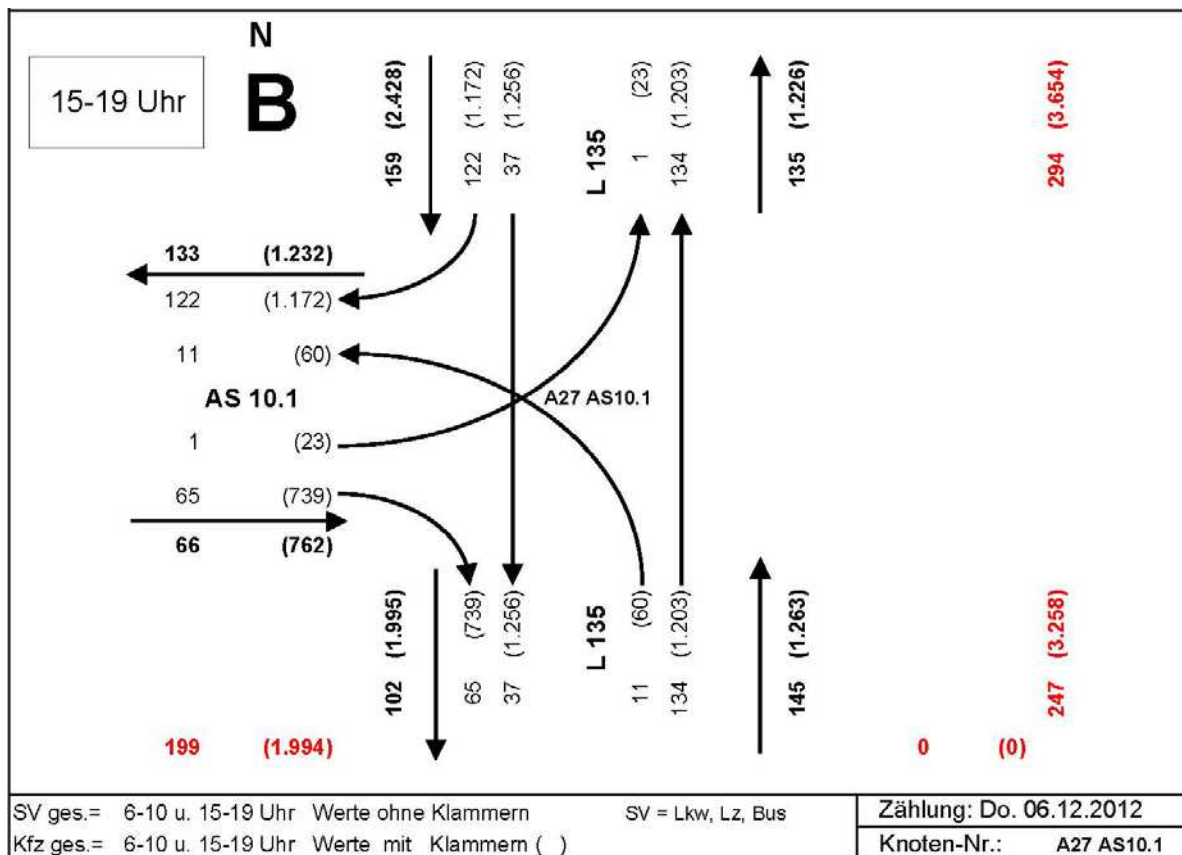 N
15-19 Uhr
B
159 (2.428)
122 (1.172)
37 (1.256)
L 135
1 (23)
134 (1.203)
135 (1.226)
294 (3.654)
133 (1.232)
122 (1.172)
11 (60)
AS 10.1
A27 AS10.1
1 (23)
65 (739)
66 (762)
102 (1.995)
65 (739)
37 (1.256)
L 135
11 (60)
134 (1.203)
145 (1.263)
247 (3.258)
199 (1.994)
0 (0)
SV ges.= 6-10 u. 15-19 Uhr Werte ohne Klammern SV = Lkw, Lz, Bus
Kfz ges.= 6-10 u. 15-19 Uhr Werte mit Klammern ( )
Zählung: Do. 06.12.2012
Knoten-Nr.: A27 AS10.1